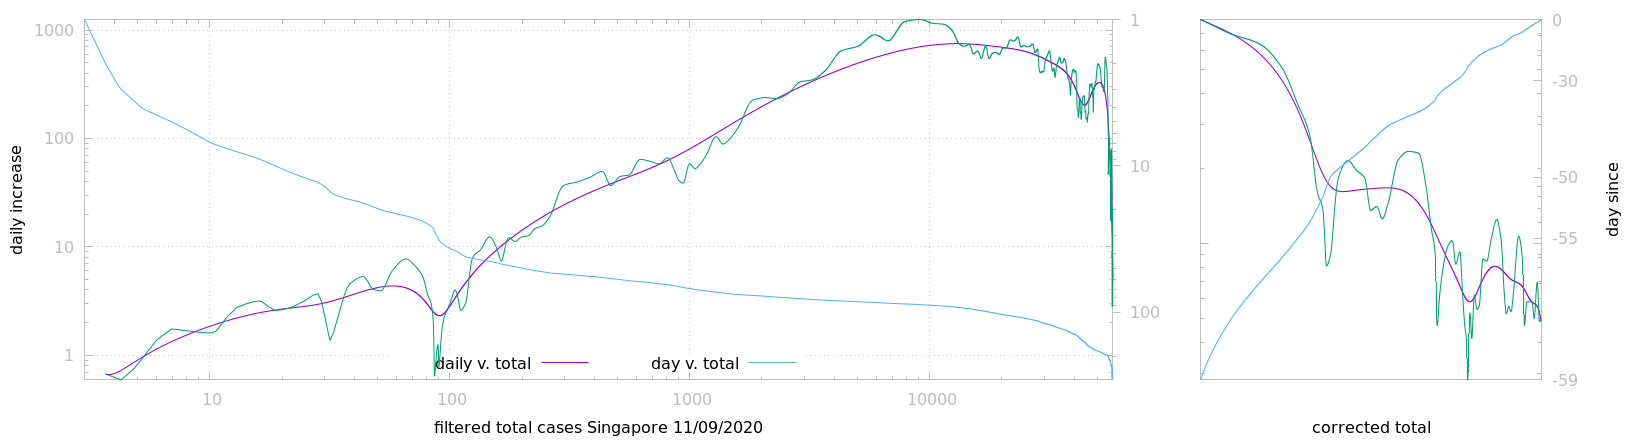 1000
100
10
1
daily increase
10
100
1000
10000
1
10
100
daily v. total
day v. total
filtered total cases Singapore 11/09/2020
0
-30
-50
-55
-59
day since
corrected total